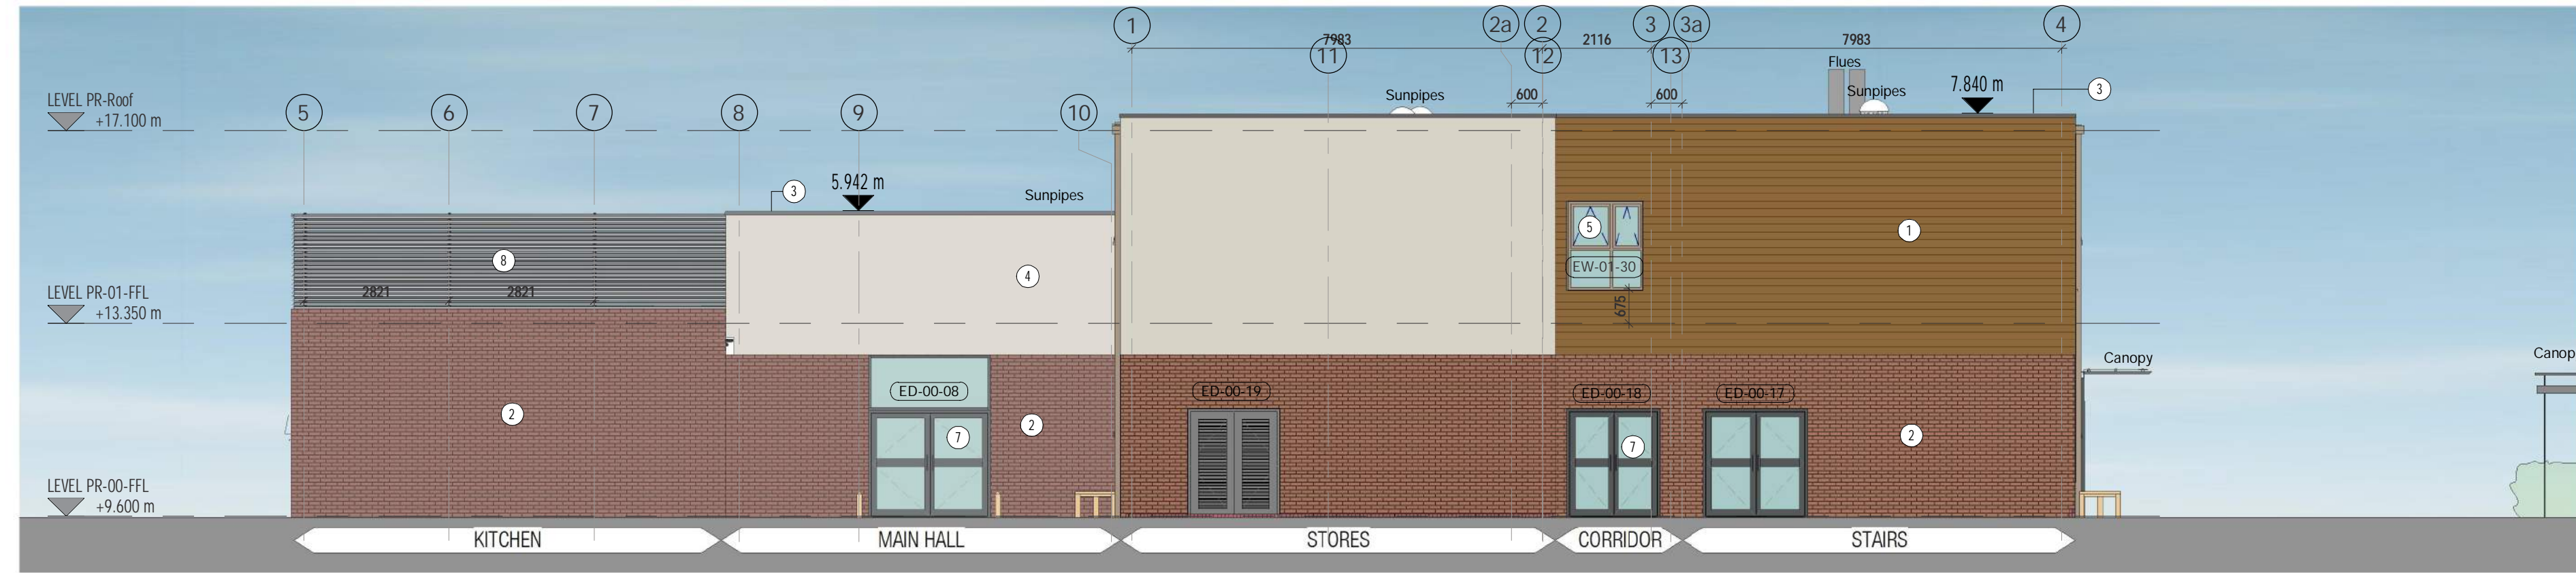 1
2a
2
3
3a
4
7983
2116
7983
11
12
13
Flues
7.840 m
3
LEVEL PR-Roof
+17.100 m
5
6
7
8
9
10
Sunpipes
600
600
Sunpipes
3
5.942 m
Sunpipes
5
1
8
4
EW-01-30
2821
2821
675
LEVEL PR-01-FFL
+13.350 m
Canopy
Canop
ED-00-08
ED-00-19
ED-00-18
ED-00-17
2
2
7
7
2
LEVEL PR-00-FFL
+9.600 m
KITCHEN
MAIN HALL
STORES
CORRIDOR
STAIRS